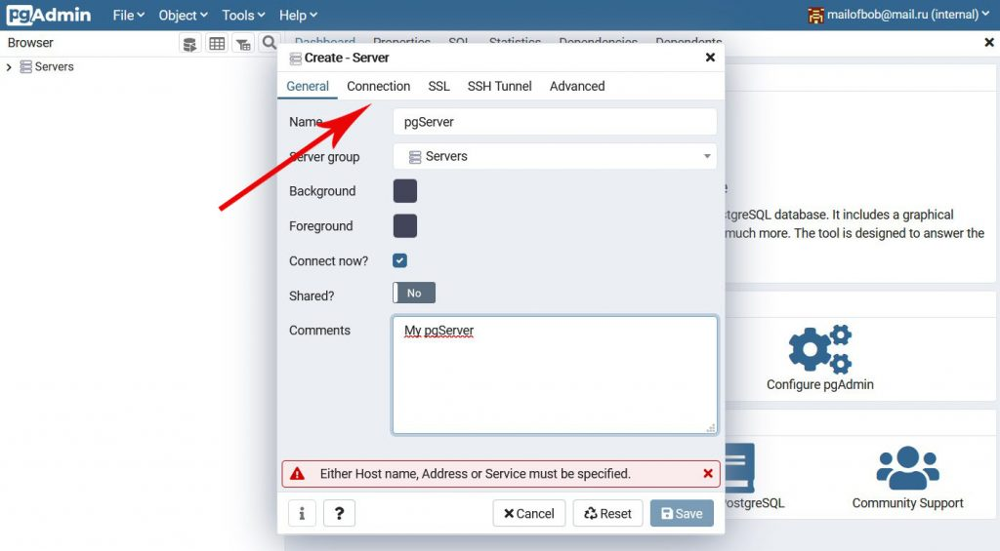 pgAdmin File Object Tools Help mailofbob@mail.ru (internal)
Browser
Dashboard Properties SQL Statistics Dependencies Dependents
Servers
Create - Server
General Connection SSL SSH Tunnel Advanced
Name pgServer
Server group Servers
Background
Foreground
Connect now?
Shared? No
Comments My pgServer
stgreSQL database. It includes a graphical
much more. The tool is designed to answer the
Configure pgAdmin
PostgreSQL
Community Support
Either Host name, Address or Service must be specified.
i ? Cancel Reset Save